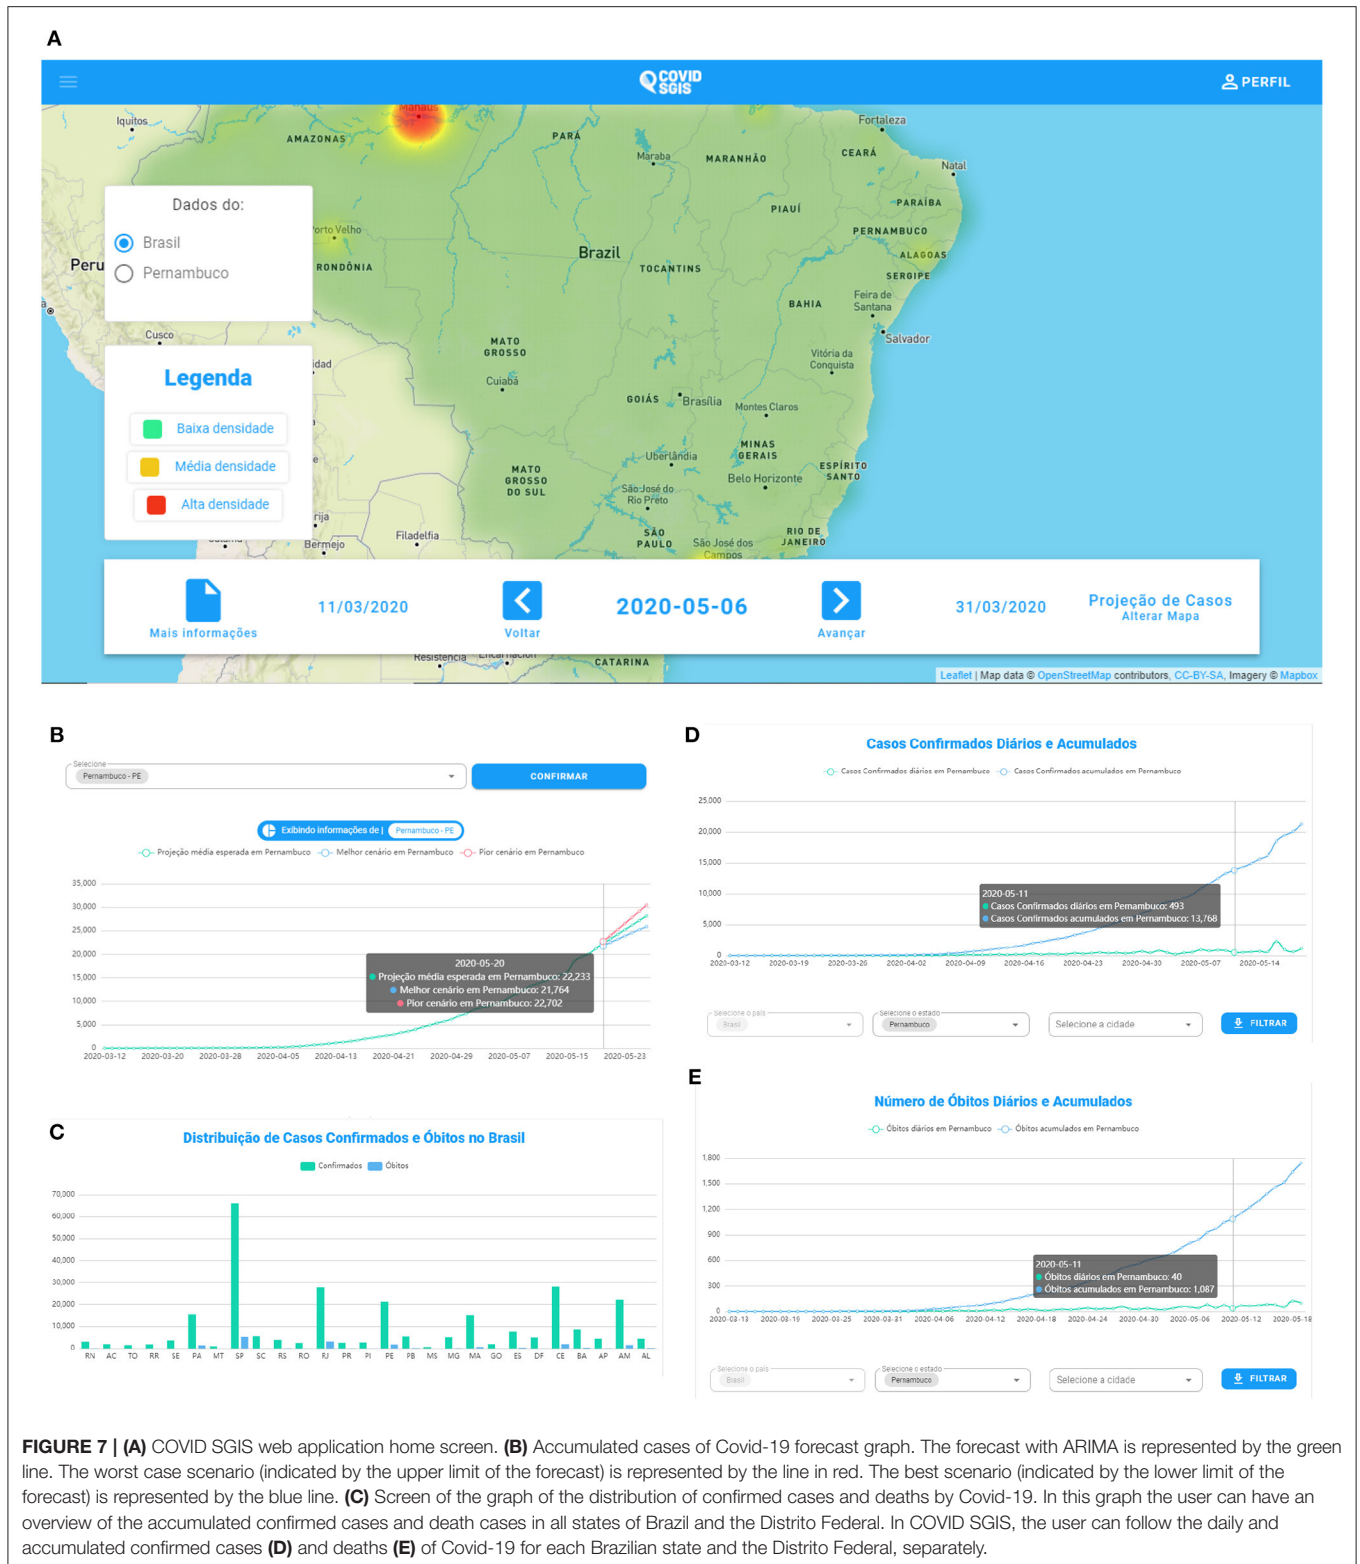 A
COVID
SGIS
PERFIL
Manaus
Iquitos
AMAZONAS
PARÁ
Fortaleza
Maraba
MARANHÃO
CEARÁ
Natal
Dados do:
PIAUÍ
PARAÍBA
Porto Velho
PERNAMBUCO
Brasil
Brazil
ALAGOAS
Peru
Pernambuco
RONDÔNIA
TOCANTINS
SERGIPE
BAHIA
Feira de
Santana
Cusco
MATO
GROSSO
Salvador
idad
Vitória da
Conquista
Legenda
Cuiabá
GOIÁS
Brasília
Montes Claros
Baixa densidade
MINAS
GERAIS
Uberlândia
Média densidade
MATO
GROSSO
DO SUL
ESPÍRITO
SANTO
Belo Horizonte
São José do
Rio Preto
Alta densidade
rija
SÃO
PAULO
RIO DE
JANEIRO
Filadelfia
Bermejo
São José dos
Campos
11/03/2020
2020-05-06
31/03/2020
Projeção de Casos
Alterar Mapa
Mais informações
Voltar
Avançar
Resistencia
Encarnación
CATARINA
Leaflet | Map data © OpenStreetMap contributors, CC-BY-SA, Imagery © Mapbox
B
Selecione
Pernambuco - PE
CONFIRMAR
Exibindo informações de | Pernambuco - PE
Projeção média esperada em Pernambuco Melhor cenário em Pernambuco Pior cenário em Pernambuco
35,000
30,000
25,000
20,000
15,000
10,000
5,000
0
2020-05-20
Projeção média esperada em Pernambuco: 22,233
Melhor cenário em Pernambuco: 21,764
Pior cenário em Pernambuco: 22,702
2020-03-12 2020-03-20 2020-03-28 2020-04-05 2020-04-13 2020-04-21 2020-04-29 2020-05-07 2020-05-15 2020-05-23
C
Distribuição de Casos Confirmados e Óbitos no Brasil
Confirmados Óbitos
70,000
60,000
50,000
40,000
30,000
20,000
10,000
0
RN AC TO RR SE PA MT SP SC RS RO RJ PR PI PE PB MS MG MA GO ES DF CE BA AP AM AL
D
Casos Confirmados Diários e Acumulados
Casos Confirmados diários em Pernambuco Casos Confirmados acumulados em Pernambuco
25,000
20,000
15,000
10,000
5,000
0
2020-05-11
Casos Confirmados diários em Pernambuco: 493
Casos Confirmados acumulados em Pernambuco: 13,768
2020-03-12 2020-03-19 2020-03-26 2020-04-02 2020-04-09 2020-04-16 2020-04-23 2020-04-30 2020-05-07 2020-05-14
Selecione o país
Brasil
Selecione o estado
Pernambuco
Selecione a cidade
FILTRAR
E
Número de Óbitos Diários e Acumulados
Óbitos diários em Pernambuco Óbitos acumulados em Pernambuco
1,800
1,500
1,200
900
600
300
0
2020-05-11
Óbitos diários em Pernambuco: 40
Óbitos acumulados em Pernambuco: 1,087
2020-03-13 2020-03-19 2020-03-25 2020-03-31 2020-04-06 2020-04-12 2020-04-18 2020-04-24 2020-04-30 2020-05-06 2020-05-12 2020-05-18
Selecione o país
Brasil
Selecione o estado
Pernambuco
Selecione a cidade
FILTRAR
FIGURE 7 | (A) COVID SGIS web application home screen. (B) Accumulated cases of Covid-19 forecast graph. The forecast with ARIMA is represented by the green
line. The worst case scenario (indicated by the upper limit of the forecast) is represented by the line in red. The best scenario (indicated by the lower limit of the
forecast) is represented by the blue line. (C) Screen of the graph of the distribution of confirmed cases and deaths by Covid-19. In this graph the user can have an
overview of the accumulated confirmed cases and death cases in all states of Brazil and the Distrito Federal. In COVID SGIS, the user can follow the daily and
accumulated confirmed cases (D) and deaths (E) of Covid-19 for each Brazilian state and the Distrito Federal, separately.